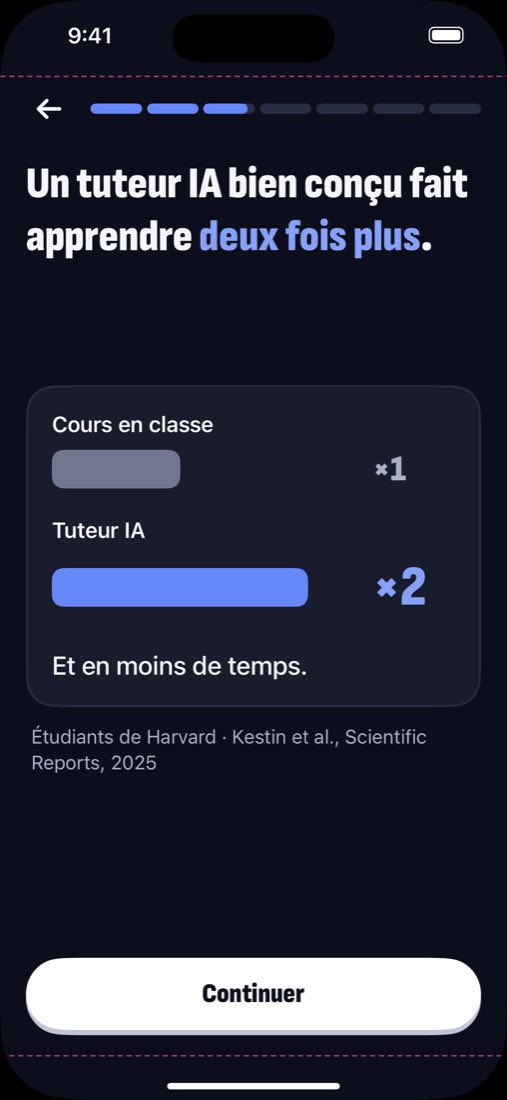 9:41
Un tuteur IA bien conçu fait
apprendre deux fois plus.
Cours en classe
×1
Tuteur IA
×2
Et en moins de temps.
Étudiants de Harvard · Kestin et al., Scientific
Reports, 2025
Continuer